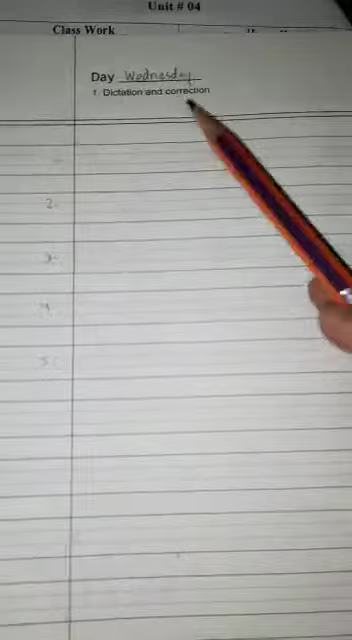 Unit # 04
Class Work
Day Wednesday
1. Dictation and correction
2.
3.
4.
5.